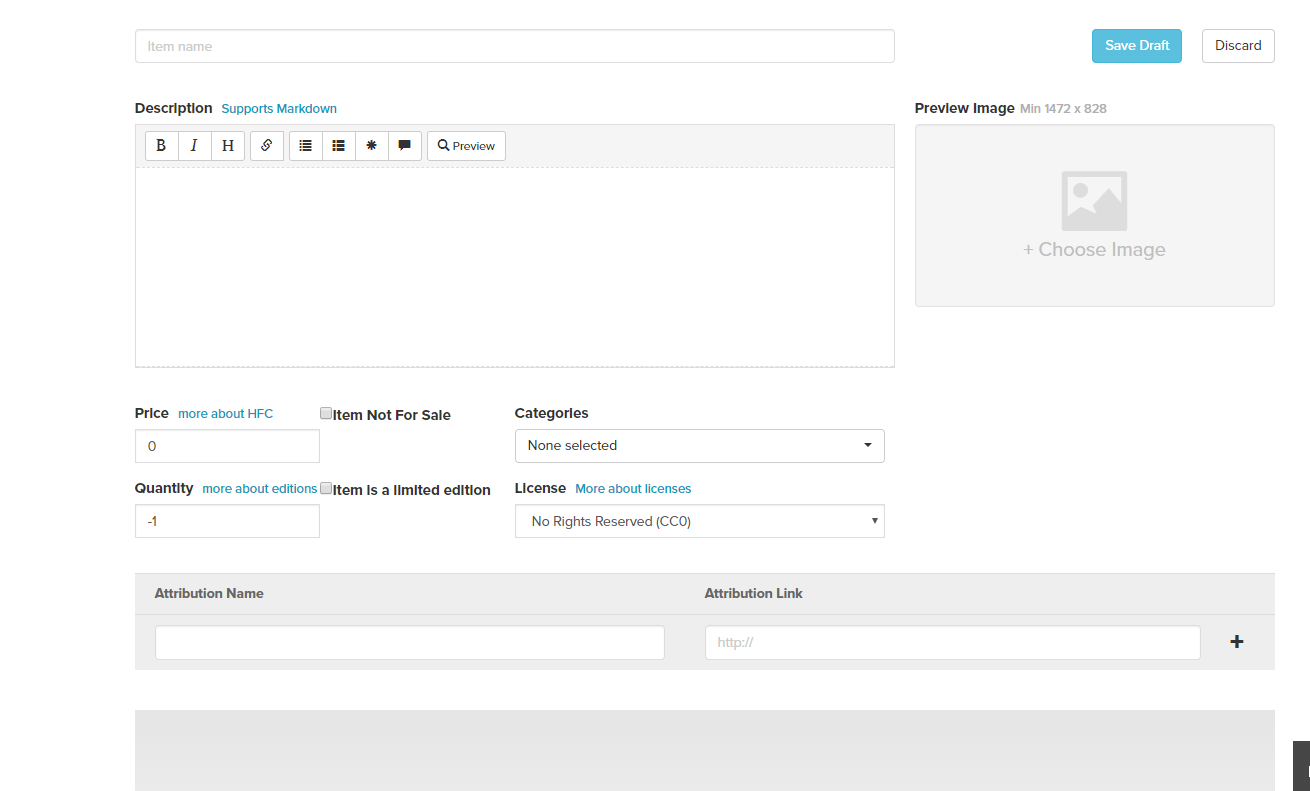 Item name
Save Draft
Discard
Description Supports Markdown
Preview Image Min 1472 x 828
B I H Preview
+ Choose Image
Price more about HFC
Item Not For Sale
Categories
0
None selected
Quantity more about editions
Item is a limited edition
License More about licenses
-1
No Rights Reserved (CC0)
Attribution Name
Attribution Link
http://